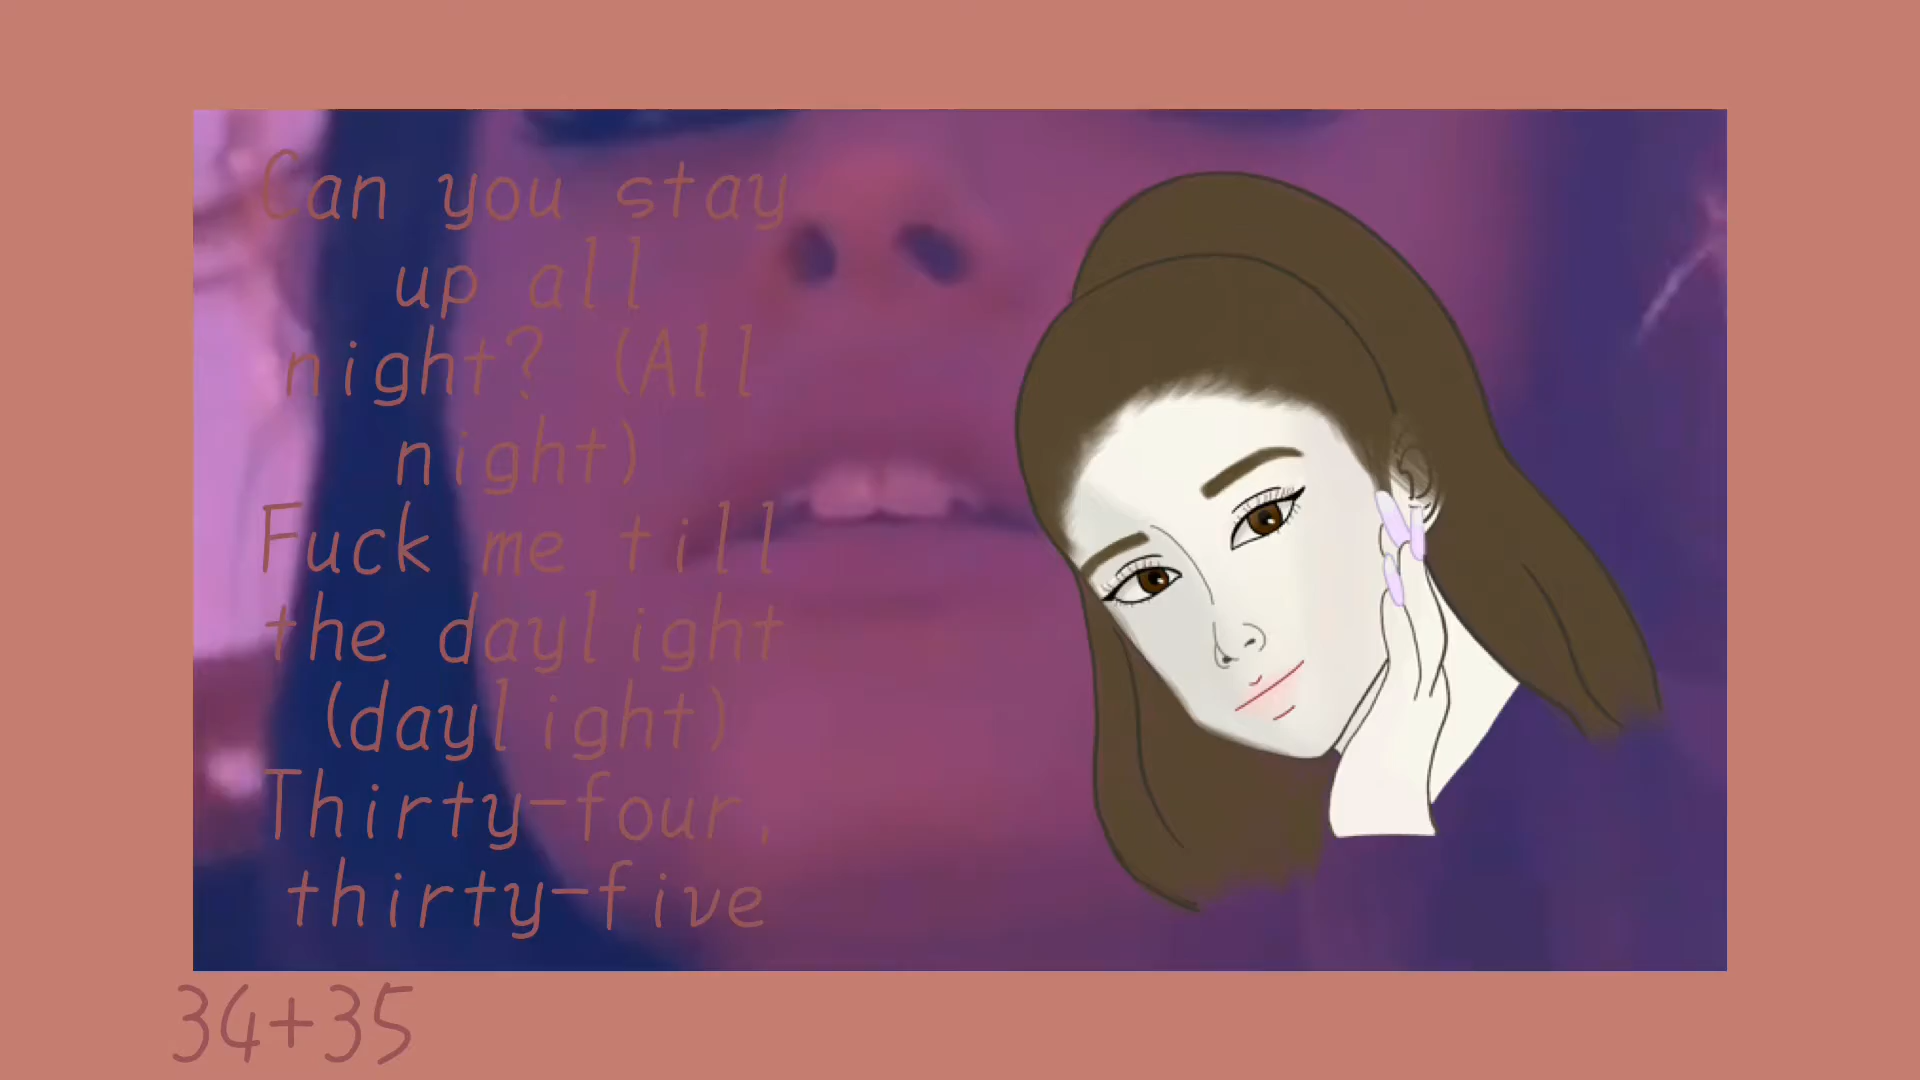 Can you stay
up all
night? (All
night)
Fuck me till
the daylight
(daylight)
Thirty-four,
thirty-five
34+35